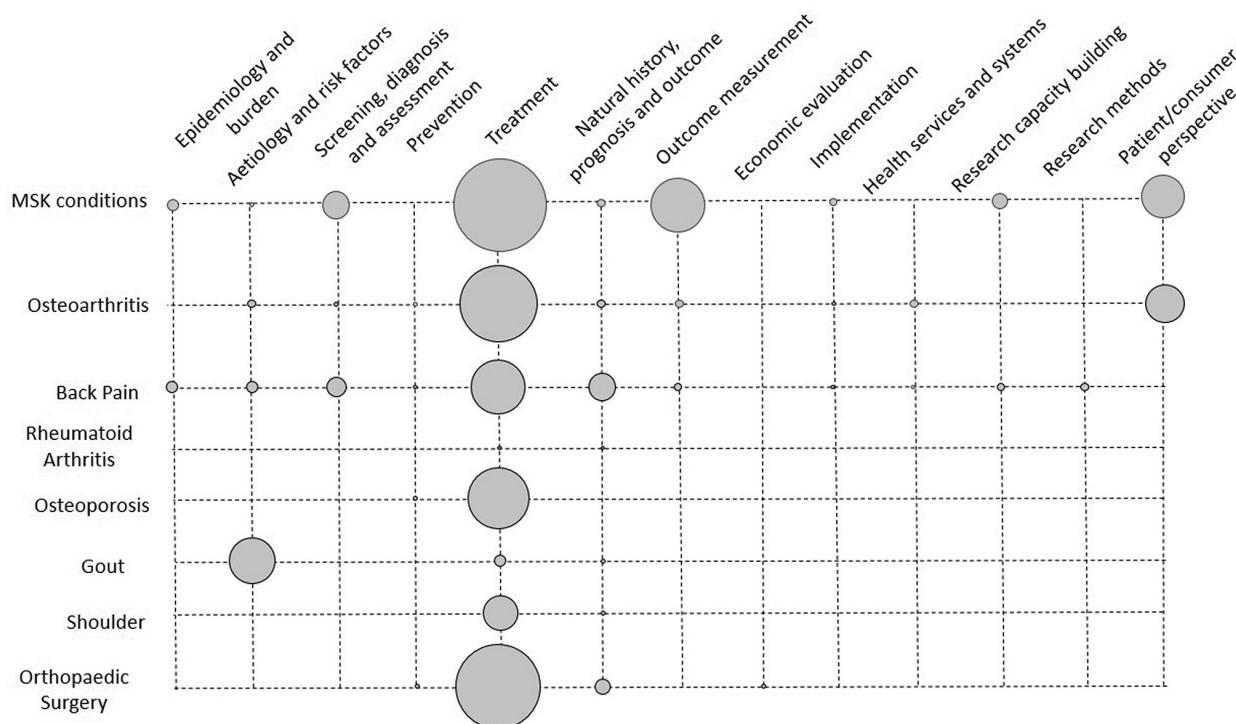 Epidemiology and
burden
Aetiology and risk factors
Screening, diagnosis
and assessment
Prevention
Treatment
Natural history,
prognosis and outcome
Outcome measurement
Economic evaluation
Implementation
Health services and systems
Research capacity building
Research methods
Patient/consumer
perspective
MSK conditions
Osteoarthritis
Back Pain
Rheumatoid
Arthritis
Osteoporosis
Gout
Shoulder
Orthopaedic
Surgery